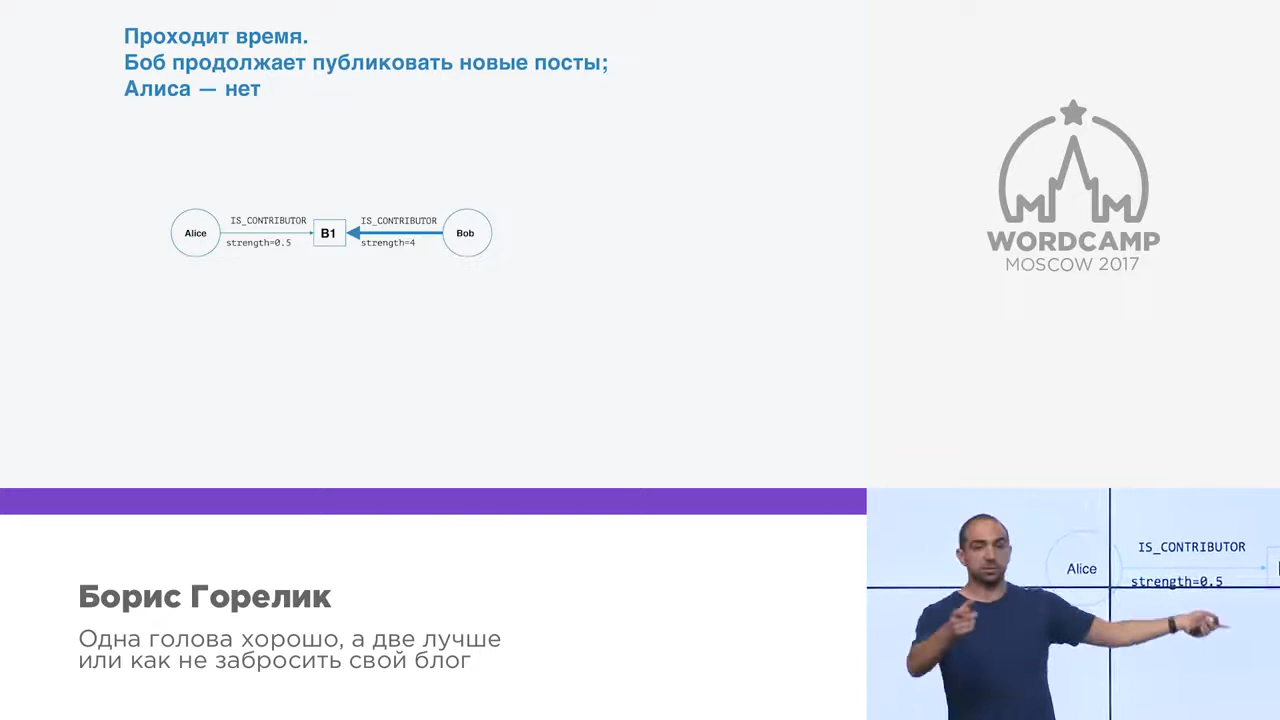 Проходит время.
Боб продолжает публиковать новые посты;
Алиса — нет
Alice
IS_CONTRIBUTOR
strength=0.5
B1
IS_CONTRIBUTOR
strength=4
Bob
WORDCAMP
MOSCOW 2017
Борис Горелик
Одна голова хорошо, а две лучше
или как не забросить свой блог
Alice
IS_CONTRIBUTOR
strength=0.5